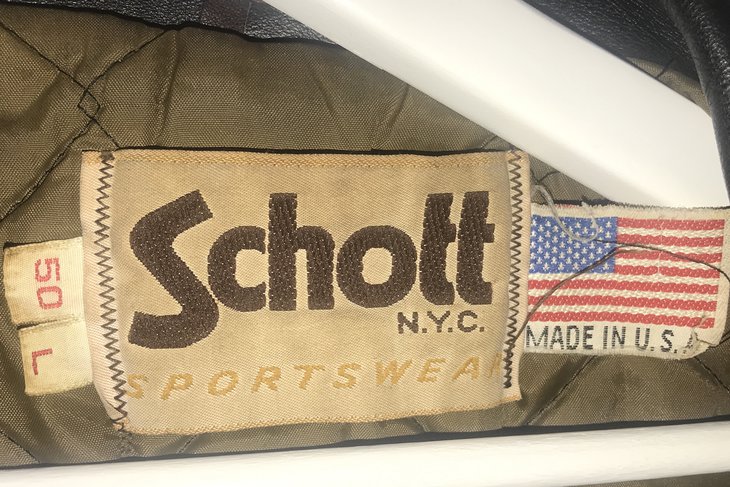 50
L
Schott
N.Y.C.
SPORTSWEAR
MADE IN U.S.A.